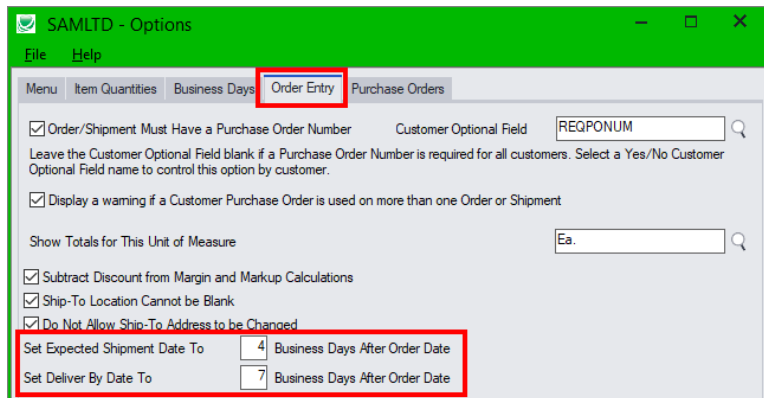 SAMLTD - Options
File Help
Menu Item Quantities Business Days Order Entry Purchase Orders
Order/Shipment Must Have a Purchase Order Number Customer Optional Field REQPONUM
Leave the Customer Optional Field blank if a Purchase Order Number is required for all customers. Select a Yes/No Customer
Optional Field name to control this option by customer.
Display a warning if a Customer Purchase Order is used on more than one Order or Shipment
Show Totals for This Unit of Measure Ea.
Subtract Discount from Margin and Markup Calculations
Ship-To Location Cannot be Blank
Do Not Allow Ship-To Address to be Changed
Set Expected Shipment Date To 4 Business Days After Order Date
Set Deliver By Date To 7 Business Days After Order Date